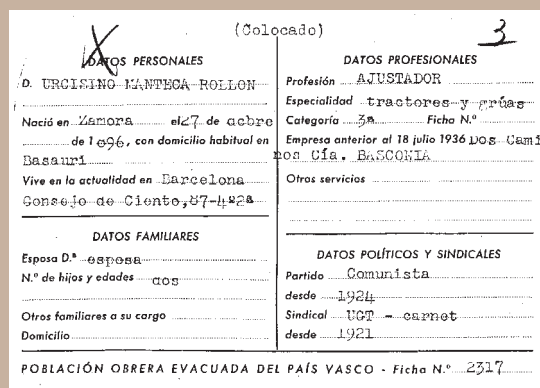 (Colocado)
3
DATOS PERSONALES
D. URCISINO MANTECA ROLLON
Nació en Zamora el 27 de ocbre
de 1896, con domicilio habitual en
Basauri
Vive en la actualidad en Barcelona
Consejo de Ciento, 87-4º2ª
DATOS FAMILIARES
Esposa D.ª esposa
N.º de hijos y edades dos
Otros familiares a su cargo
Domicilio
DATOS PROFESIONALES
Profesión AJUSTADOR
Especialidad tractores y grúas
Categoría 3ª Ficha N.º
Empresa anterior al 18 julio 1936 Dos Cami
nos Cía. BASCONIA
Otros servicios
DATOS POLÍTICOS Y SINDICALES
Partido Comunista
desde 1924
Sindical UGT - carnet
desde 1921
POBLACIÓN OBRERA EVACUADA DEL PAÍS VASCO - Ficha N.º 2317